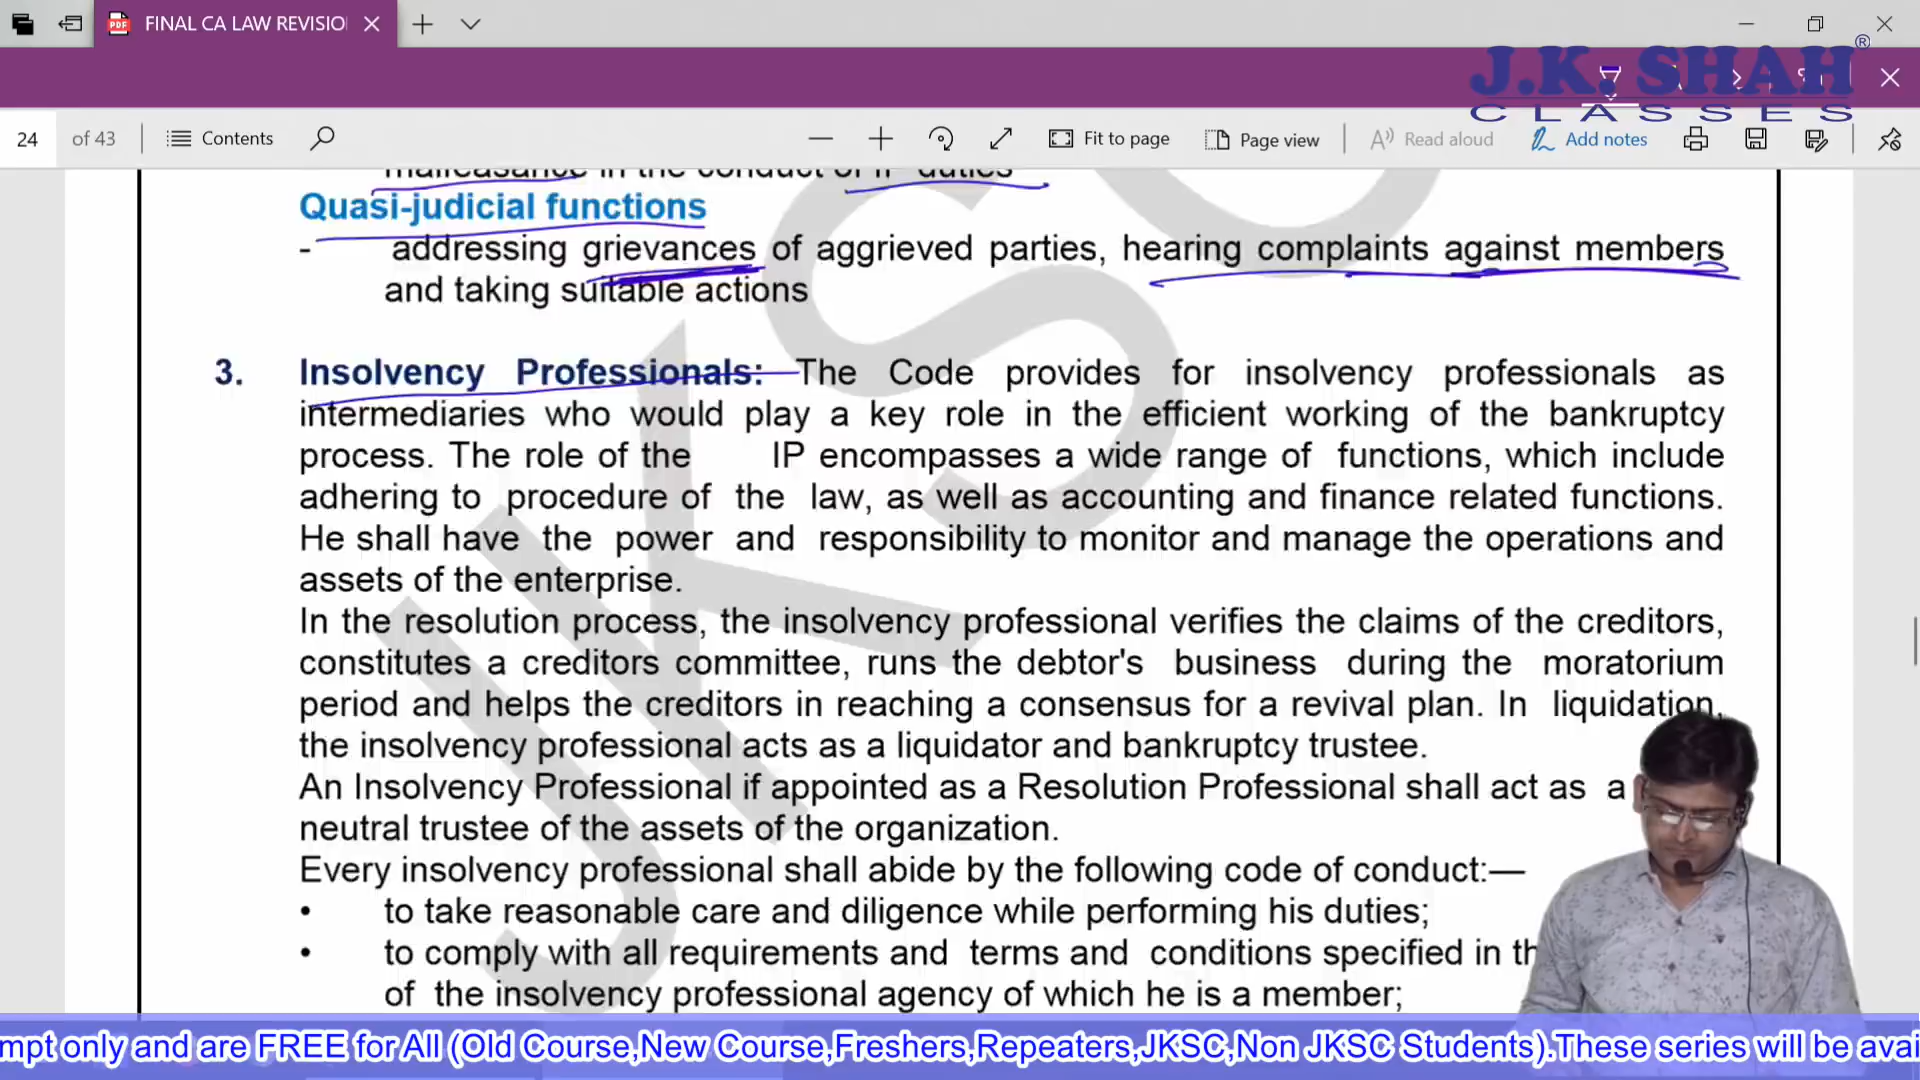 FINAL CA LAW REVISIO
J.K. SHAH®
CLASSES
24 of 43 Contents Fit to page Page view Read aloud Add notes
malfeasance in the conduct of IP duties
Quasi-judicial functions
- addressing grievances of aggrieved parties, hearing complaints against members
and taking suitable actions
3. Insolvency Professionals: The Code provides for insolvency professionals as
intermediaries who would play a key role in the efficient working of the bankruptcy
process. The role of the IP encompasses a wide range of functions, which include
adhering to procedure of the law, as well as accounting and finance related functions.
He shall have the power and responsibility to monitor and manage the operations and
assets of the enterprise.
In the resolution process, the insolvency professional verifies the claims of the creditors,
constitutes a creditors committee, runs the debtor's business during the moratorium
period and helps the creditors in reaching a consensus for a revival plan. In liquidation,
the insolvency professional acts as a liquidator and bankruptcy trustee.
An Insolvency Professional if appointed as a Resolution Professional shall act as a
neutral trustee of the assets of the organization.
Every insolvency professional shall abide by the following code of conduct:—
• to take reasonable care and diligence while performing his duties;
• to comply with all requirements and terms and conditions specified in th
of the insolvency professional agency of which he is a member;
JKSC
mpt only and are FREE for All (Old Course,New Course,Freshers,Repeaters,JKSC,Non JKSC Students).These series will be avai